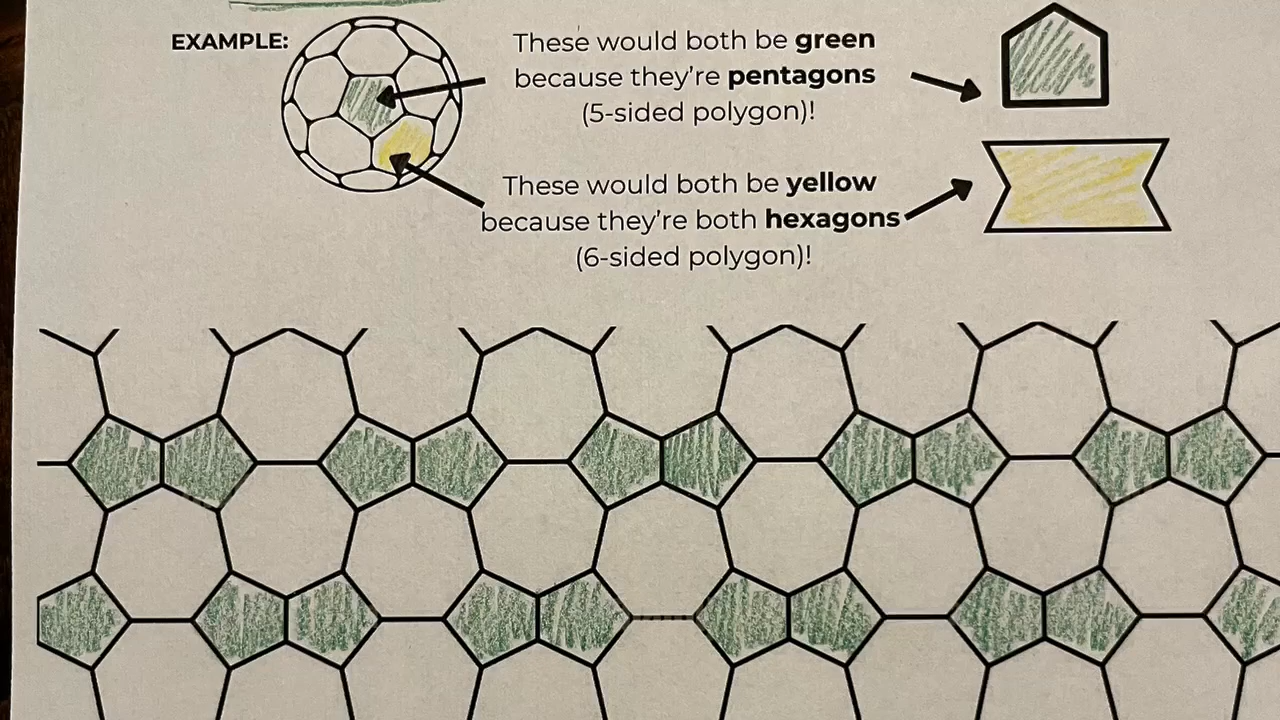 EXAMPLE:
These would both be green
because they're pentagons
(5-sided polygon)!
These would both be yellow
because they're both hexagons
(6-sided polygon)!